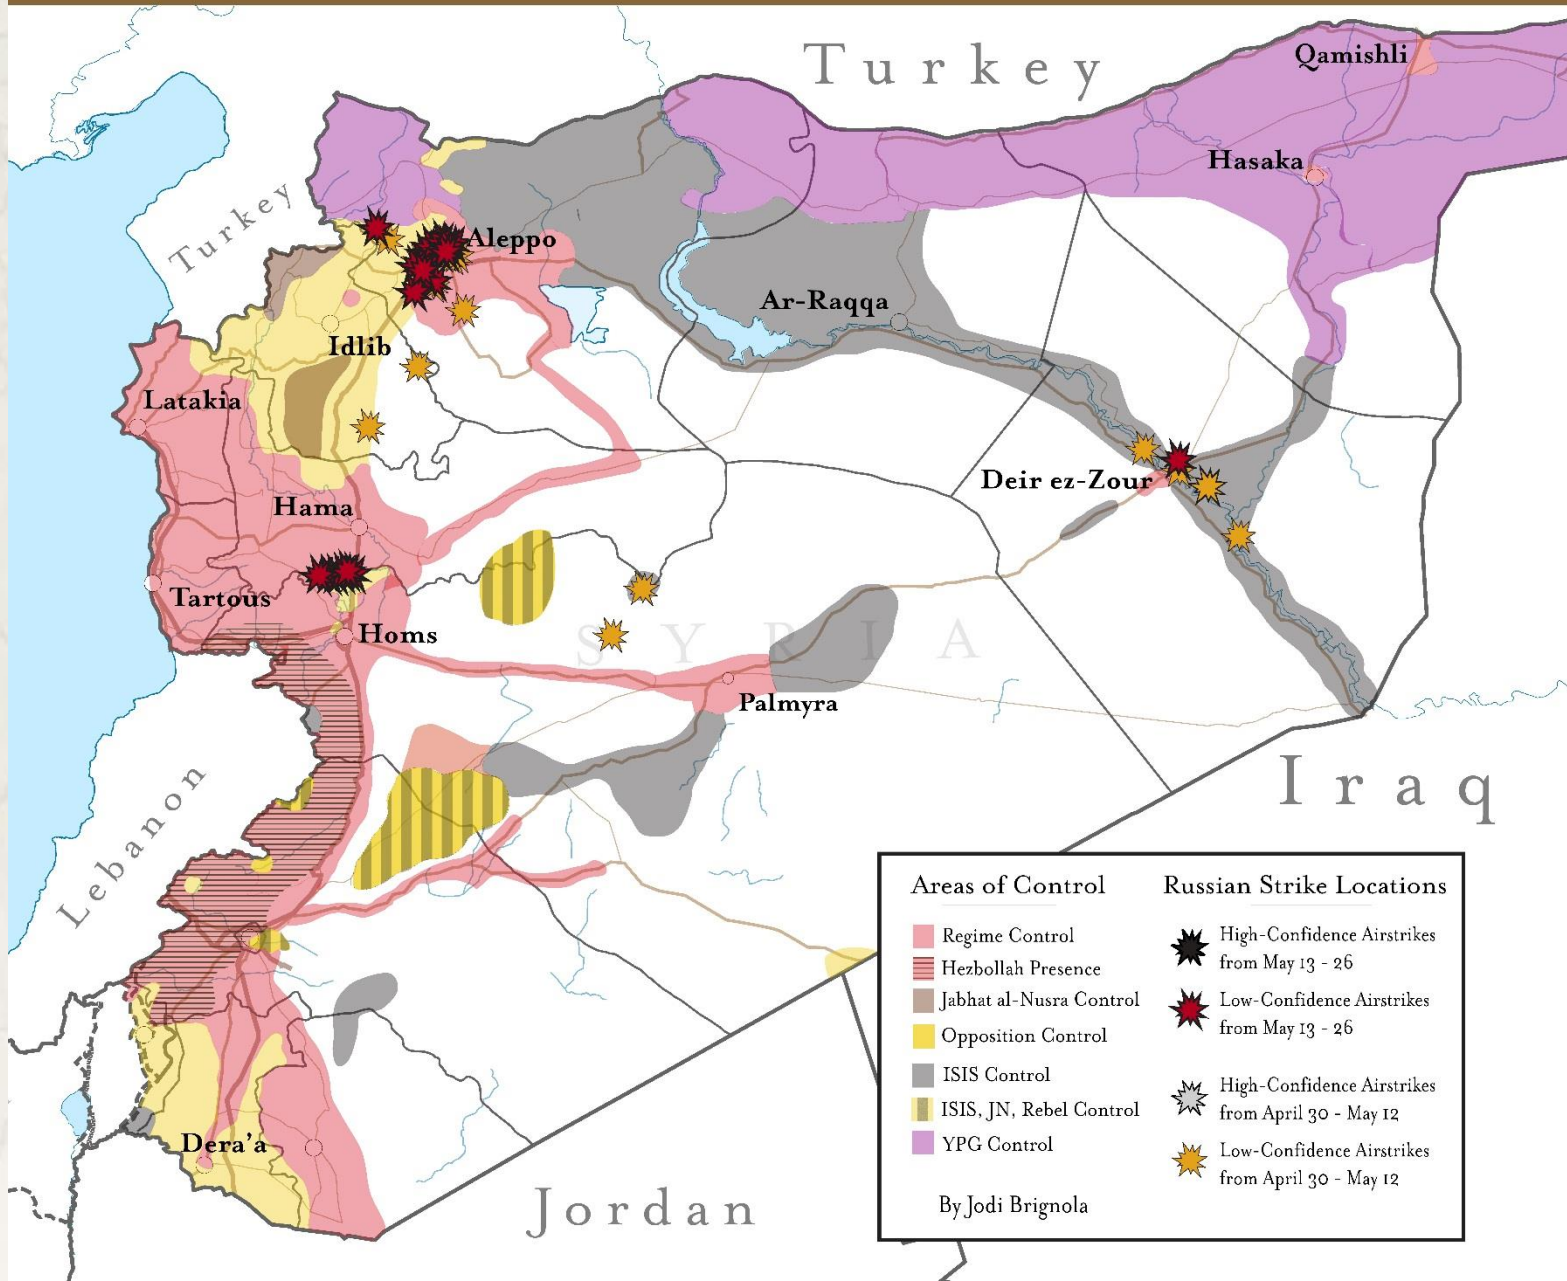 Turkey
Qamishli
Hasaka
Turkey
Aleppo
Ar-Raqqa
Idlib
Latakia
Deir ez-Zour
Hama
Tartous
Homs
SYRIA
Palmyra
Iraq
Lebanon
Dera'a
Jordan
Areas of Control
Regime Control
Hezbollah Presence
Jabhat al-Nusra Control
Opposition Control
ISIS Control
ISIS, JN, Rebel Control
YPG Control
By Jodi Brignola
Russian Strike Locations
High-Confidence Airstrikes
from May 13 - 26
Low-Confidence Airstrikes
from May 13 - 26
High-Confidence Airstrikes
from April 30 - May 12
Low-Confidence Airstrikes
from April 30 - May 12